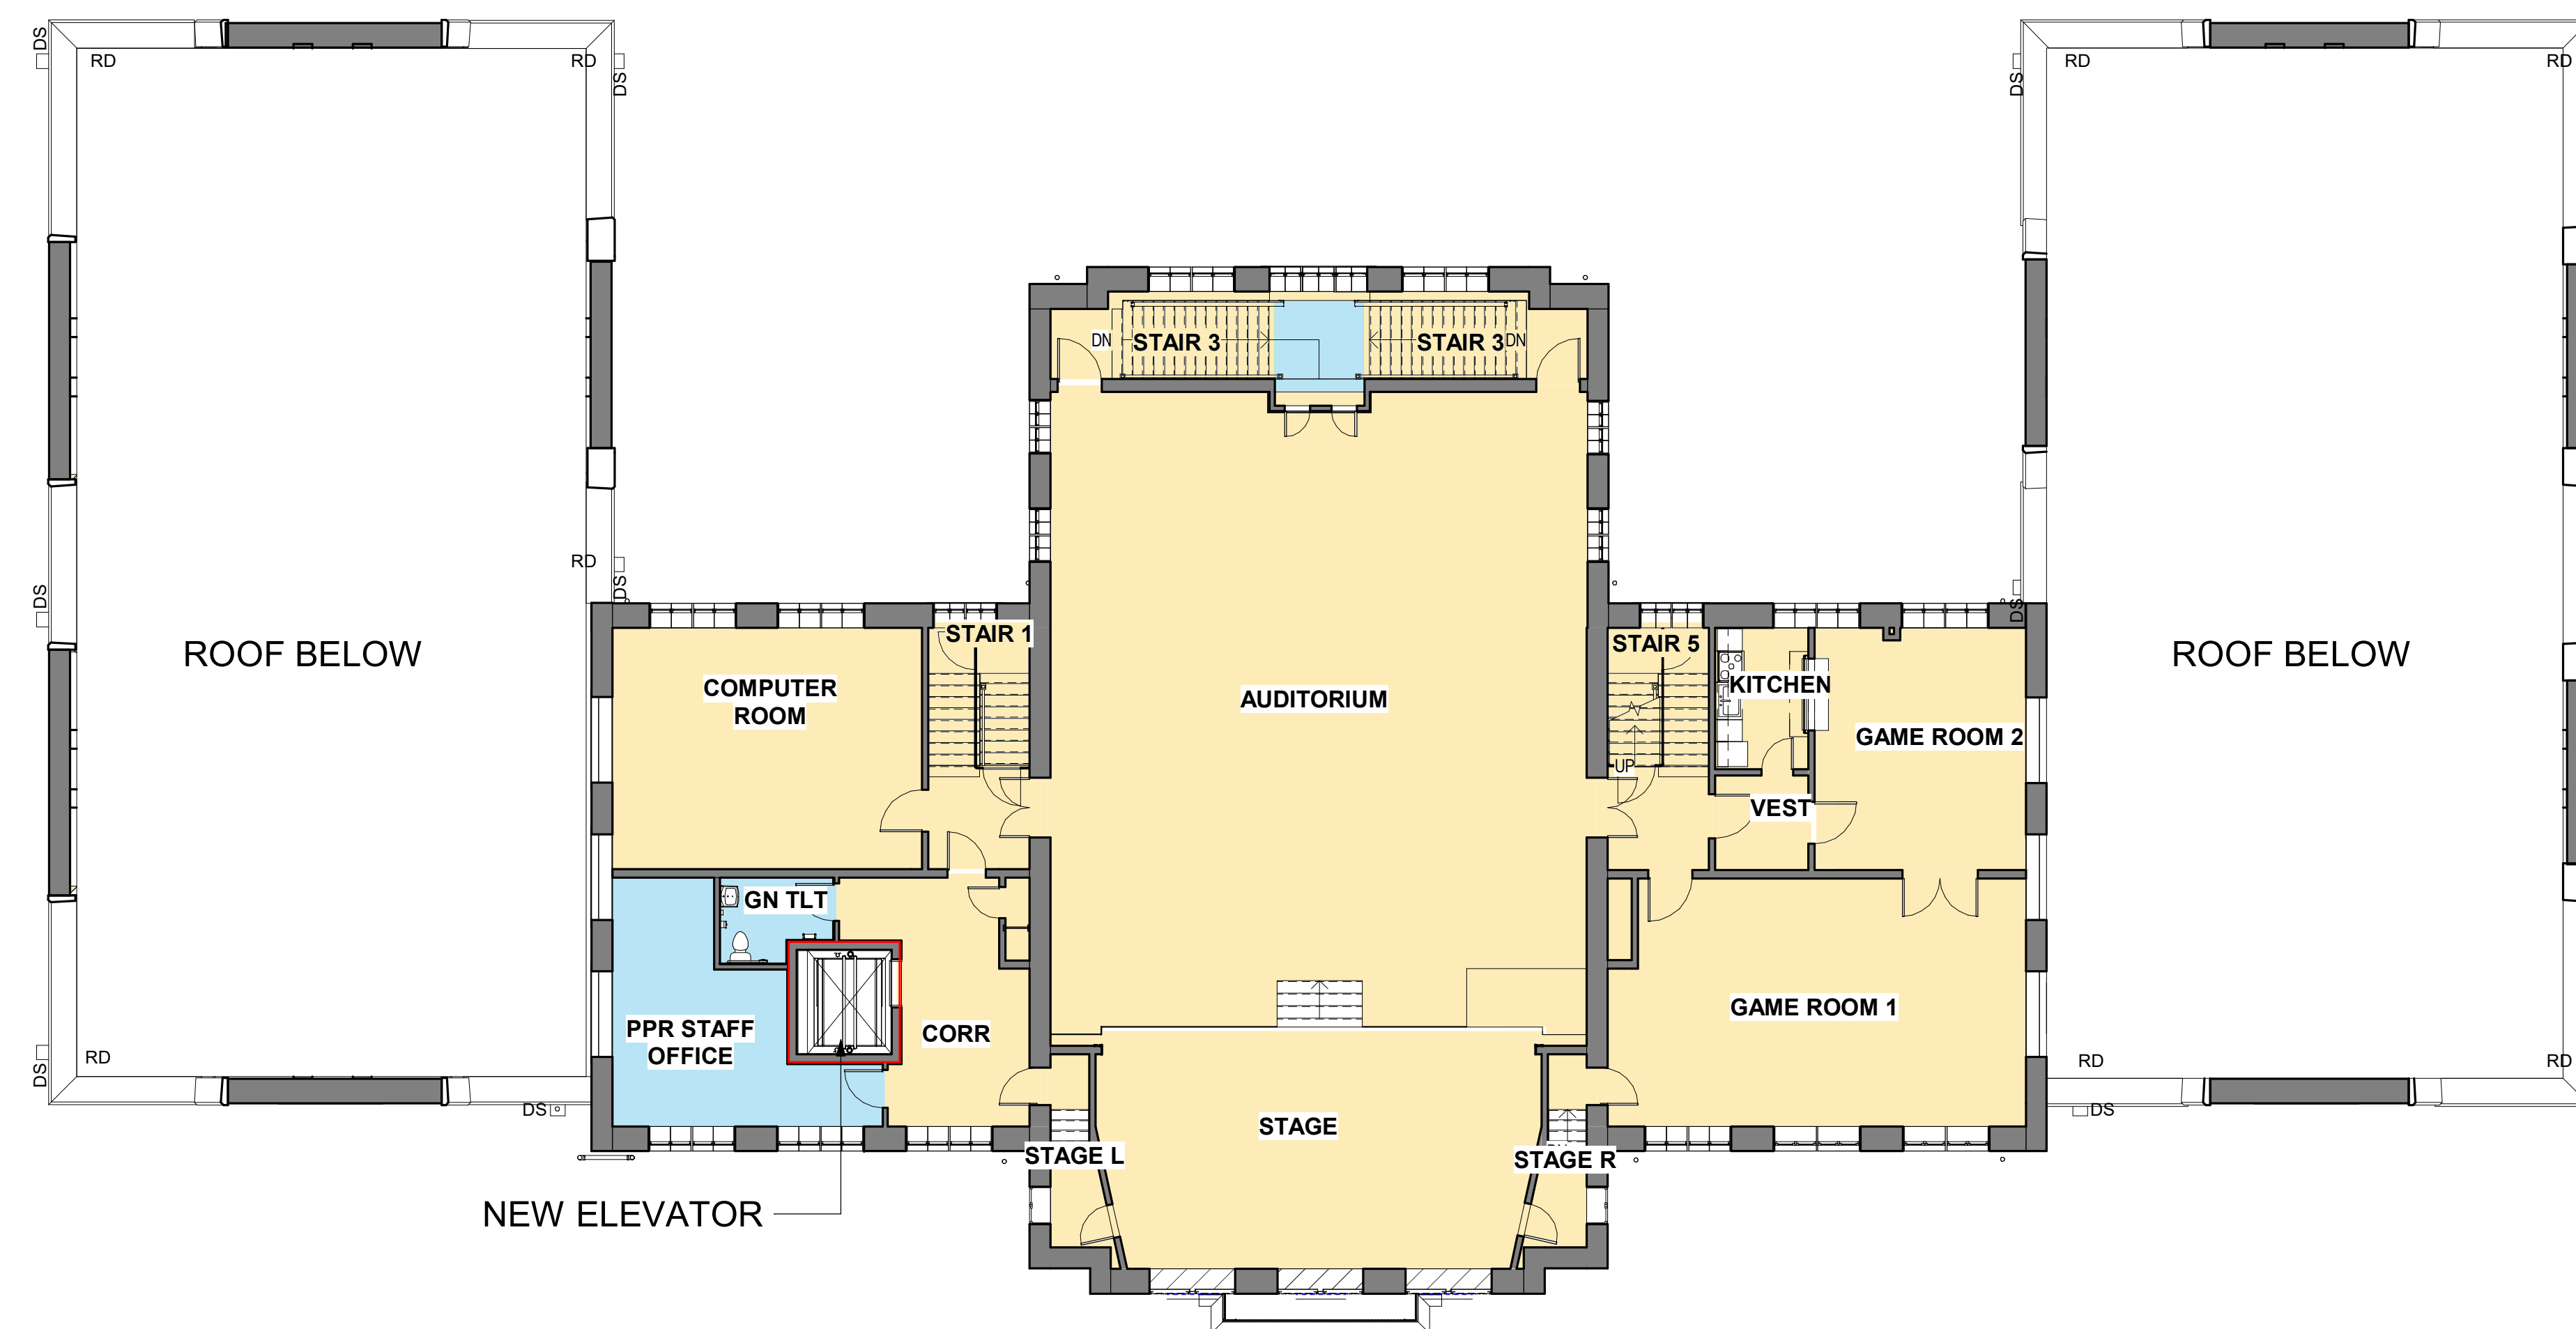 DS
RD
RD
DS
DS
RD
RD
DN
STAIR 3
STAIR 3
DN
RD
DS
DS
DS
ROOF BELOW
STAIR 1
STAIR 5
ROOF BELOW
COMPUTER
ROOM
AUDITORIUM
KITCHEN
GAME ROOM 2
UP
VEST
GN TLT
PPR STAFF
OFFICE
CORR
GAME ROOM 1
RD
DS
RD
RD
DS
DS
STAGE
STAGE L
STAGE R
NEW ELEVATOR